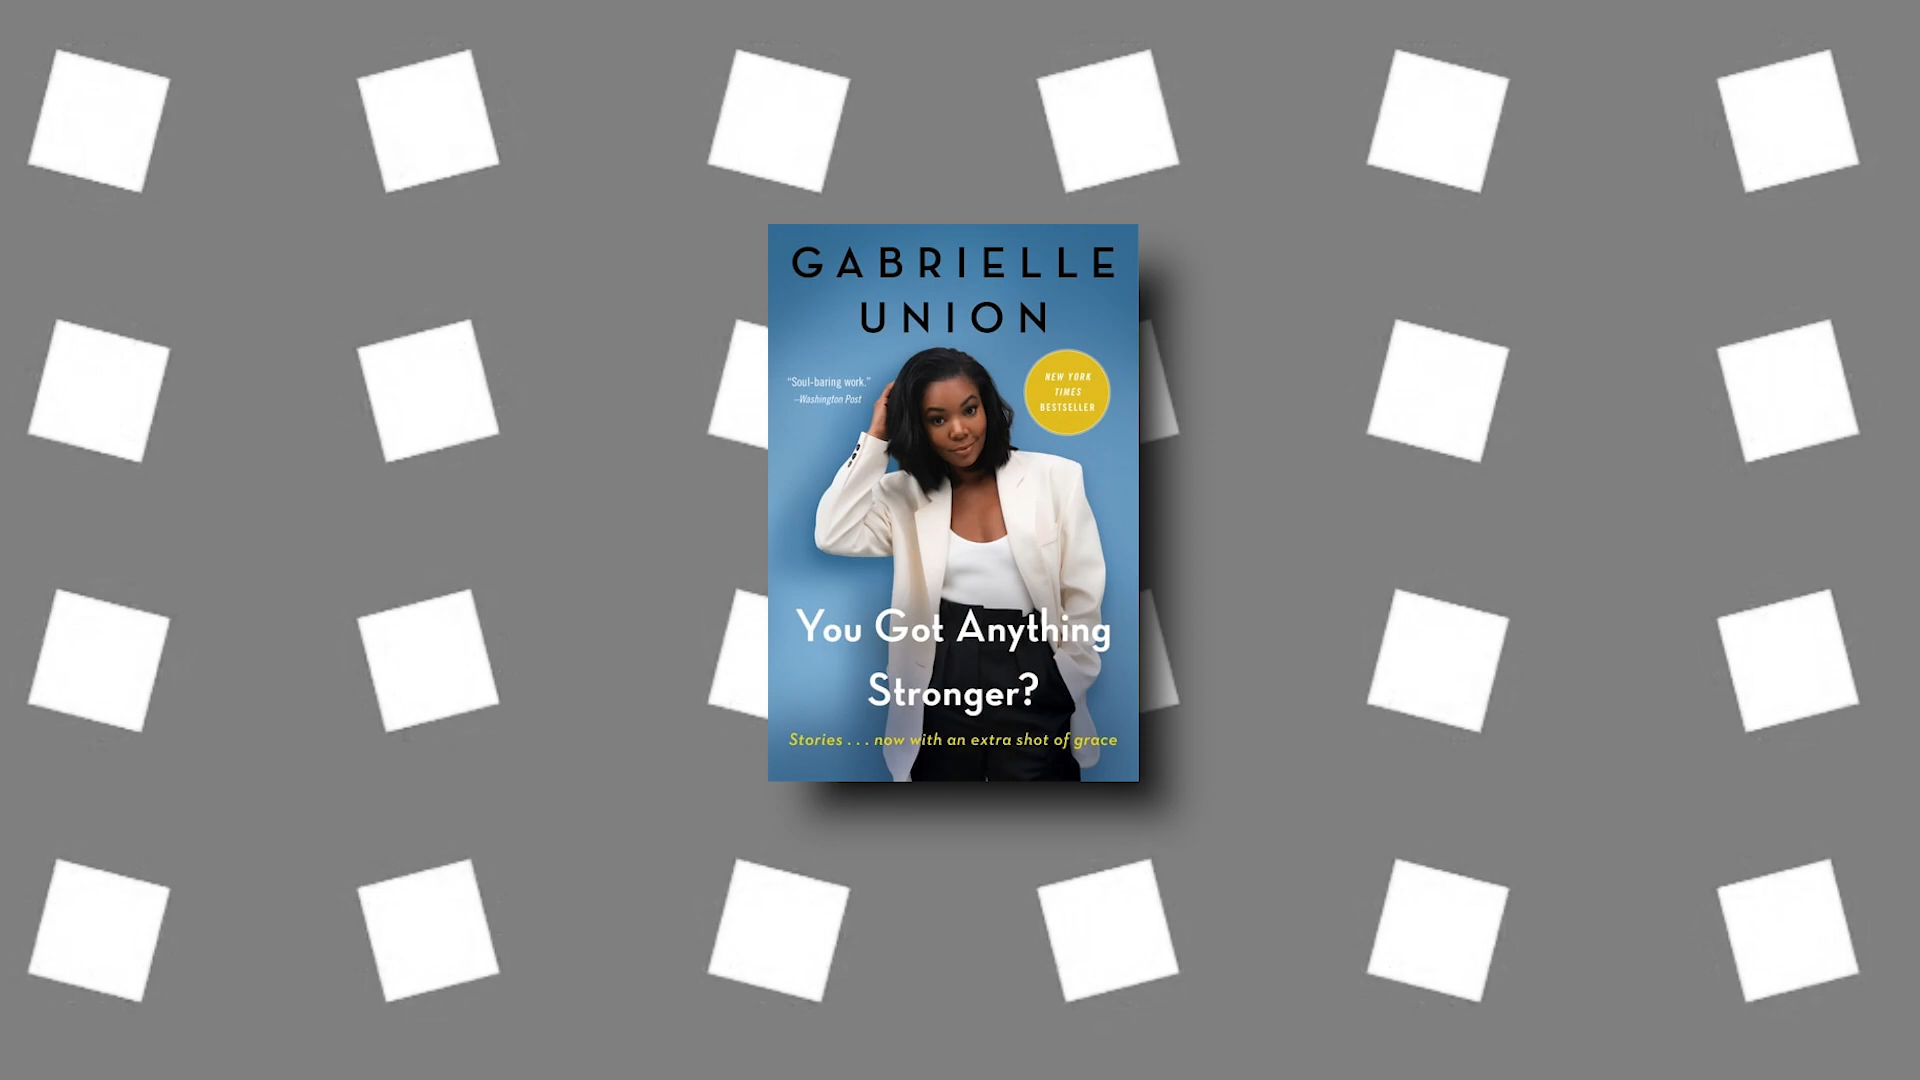 GABRIELLE
UNION
“Soul-baring work.”
–Washington Post
NEW YORK
TIMES
BESTSELLER
You Got Anything
Stronger?
Stories . . . now with an extra shot of grace